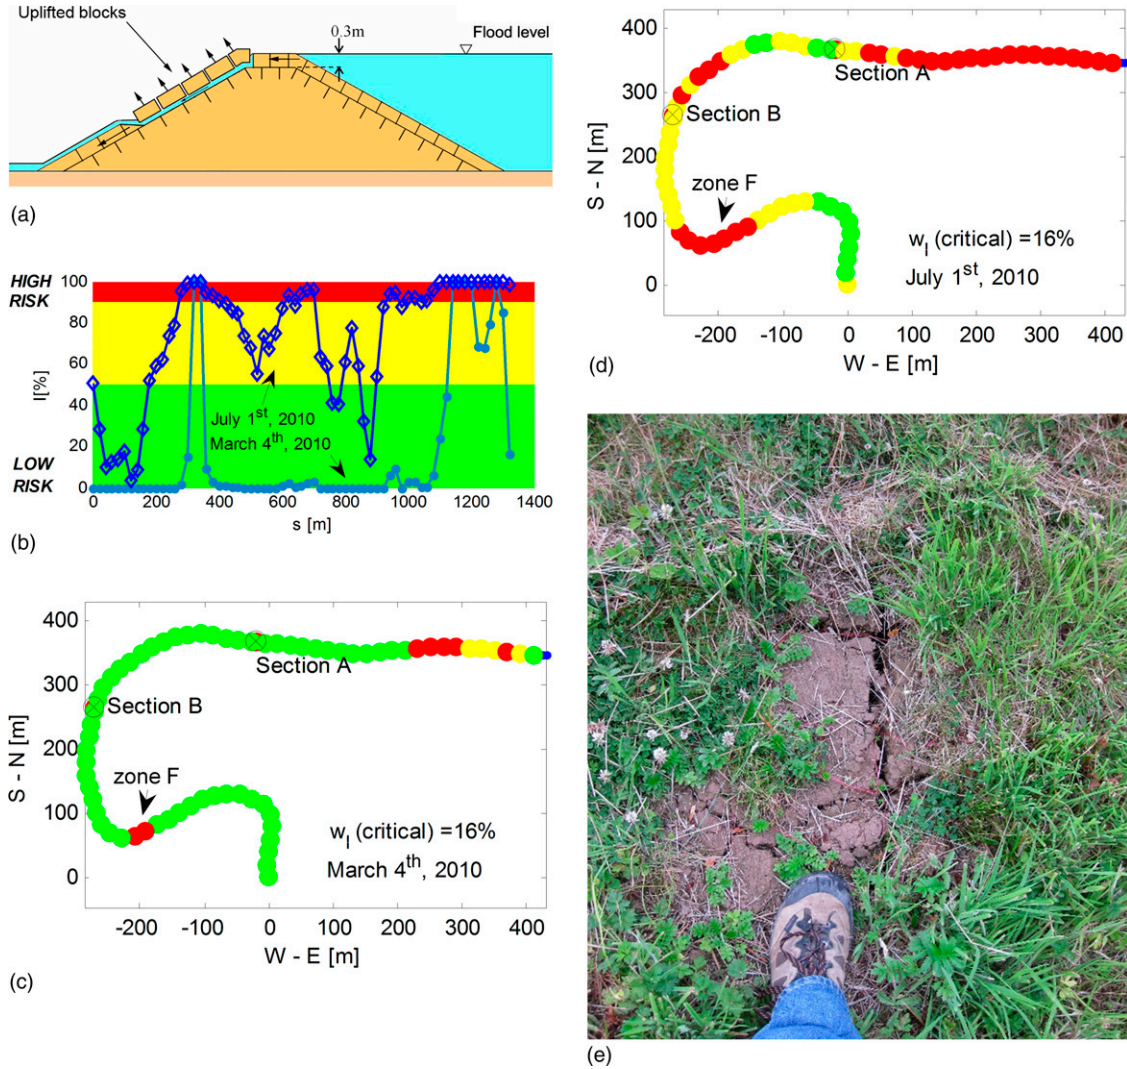 Uplifted blocks
0.3m
Flood level
(a)
HIGH
RISK
LOW
RISK
100
80
60
40
20
0
I[%]
July 1st, 2010
March 4th, 2010
0 200 400 600 800 1000 1200 1400
s [m]
(b)
400
300
200
100
0
S - N [m]
Section A
Section B
zone F
wI (critical) =16%
March 4th, 2010
-200 -100 0 100 200 300 400
W - E [m]
(c)
400
300
200
100
0
S - N [m]
Section A
Section B
zone F
wI (critical) =16%
July 1st, 2010
-200 -100 0 100 200 300 400
W - E [m]
(d)
(e)